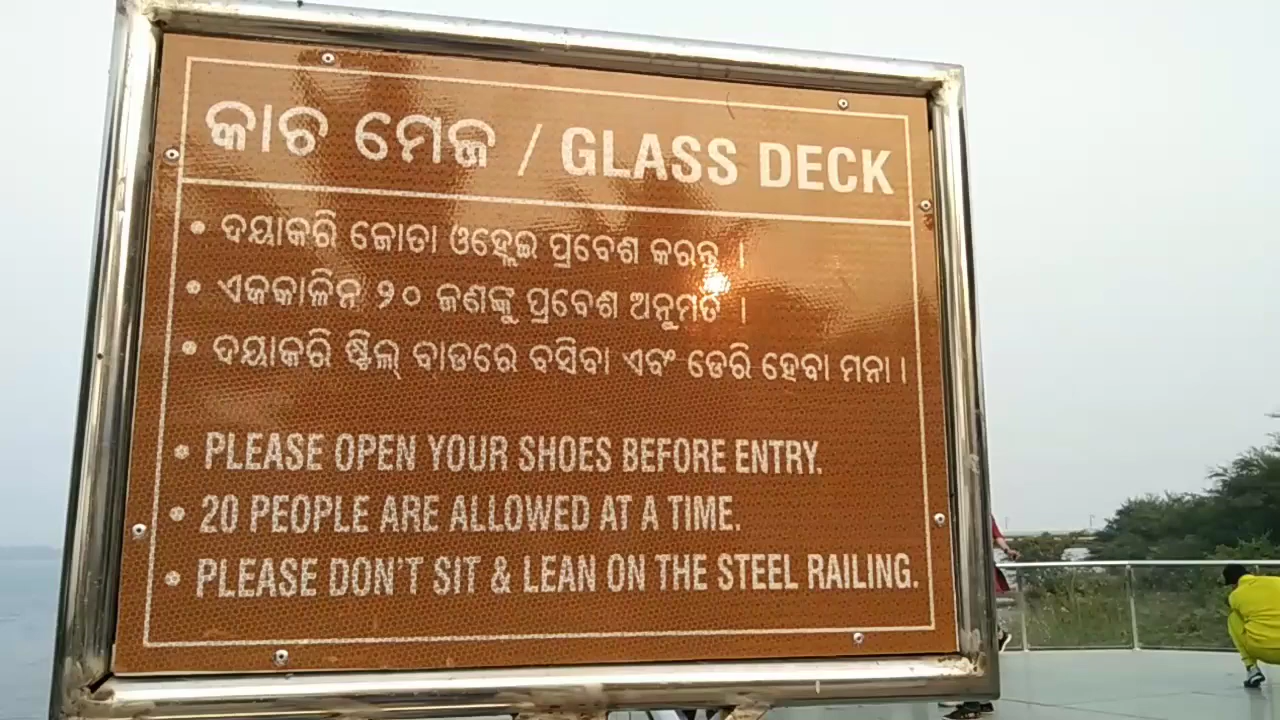 କାଚ ମେଜ / GLASS DECK
• ଦୟାକରି ଜୋତା ଓହ୍ଲେଇ ପ୍ରବେଶ କରନ୍ତୁ ।
• ଏକକାଳିନ ୨୦ ଜଣଙ୍କୁ ପ୍ରବେଶ ଅନୁମତି ।
• ଦୟାକରି ଷ୍ଟିଲ୍ ବାଡରେ ବସିବା ଏବଂ ଡେରି ହେବା ମନା ।
• PLEASE OPEN YOUR SHOES BEFORE ENTRY.
• 20 PEOPLE ARE ALLOWED AT A TIME.
• PLEASE DON'T SIT & LEAN ON THE STEEL RAILING.